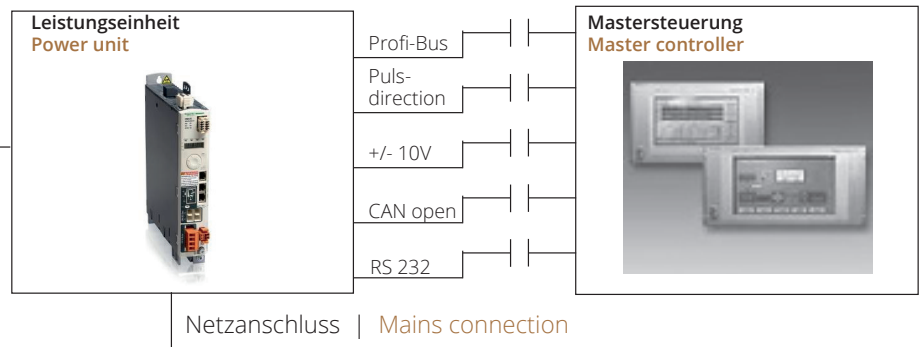 Leistungseinheit
Power unit
Profi-Bus
Puls-
direction
+/- 10V
CAN open
RS 232
Mastersteuerung
Master controller
Netzanschluss | Mains connection